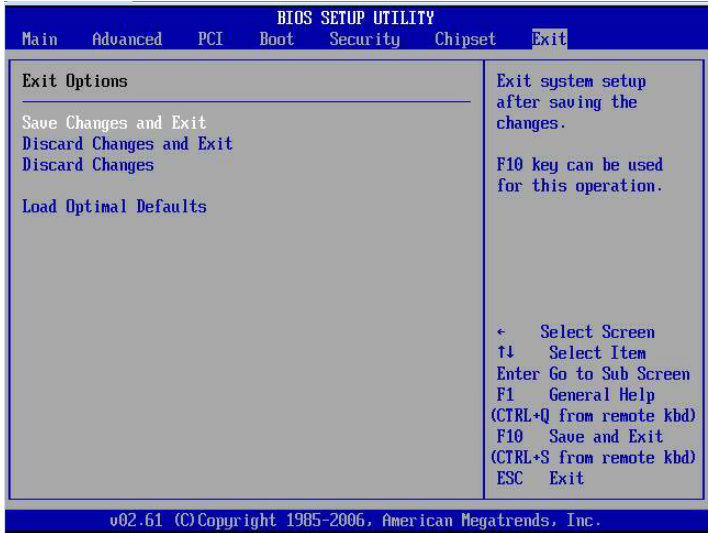 BIOS SETUP UTILITY
Main Advanced PCI Boot Security Chipset Exit
Exit Options
Save Changes and Exit
Discard Changes and Exit
Discard Changes
Load Optimal Defaults
Exit system setup
after saving the
changes.
F10 key can be used
for this operation.
← Select Screen
↑↓ Select Item
Enter Go to Sub Screen
F1 General Help
(CTRL+Q from remote kbd)
F10 Save and Exit
(CTRL+S from remote kbd)
ESC Exit
v02.61 (C)Copyright 1985-2006, American Megatrends, Inc.